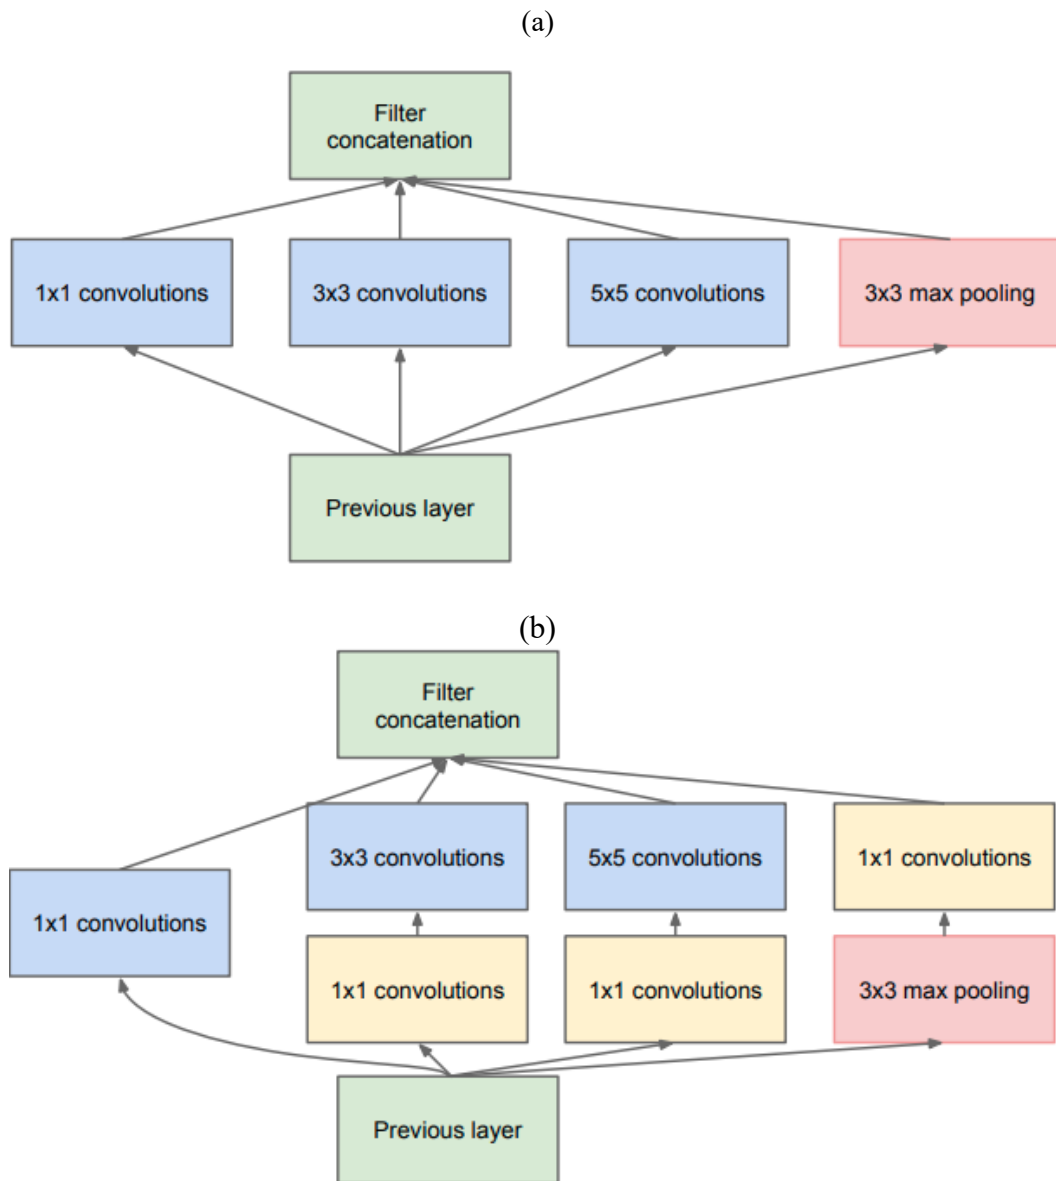 (a)
Filter
concatenation
1x1 convolutions
3x3 convolutions
5x5 convolutions
3x3 max pooling
Previous layer
(b)
Filter
concatenation
3x3 convolutions
5x5 convolutions
1x1 convolutions
1x1 convolutions
1x1 convolutions
1x1 convolutions
3x3 max pooling
Previous layer